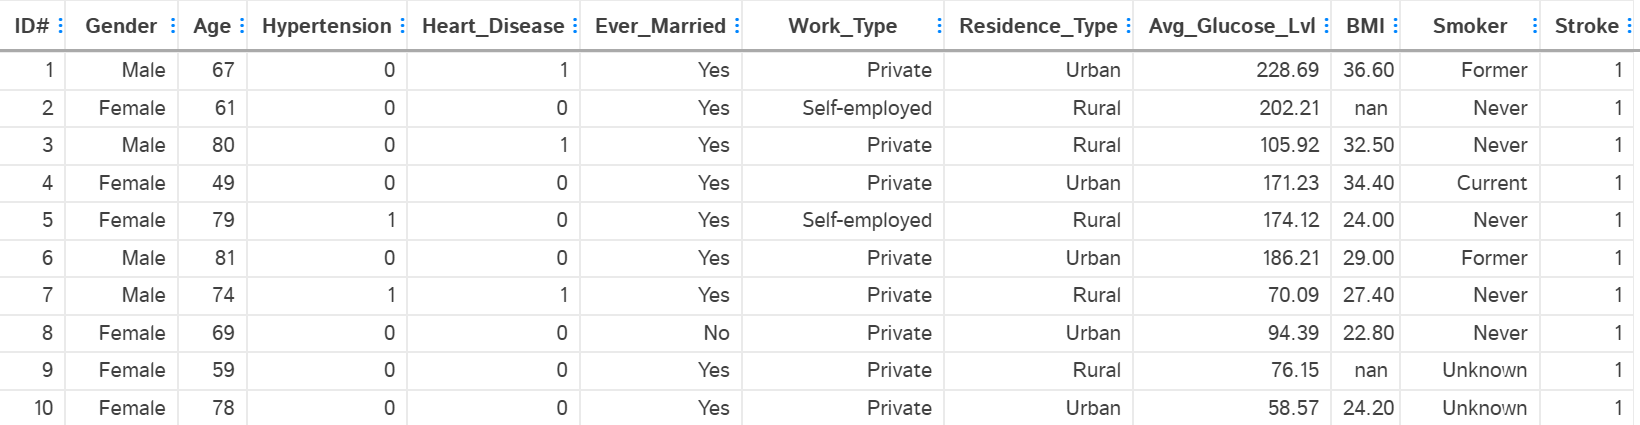 ID# Gender Age Hypertension Heart_Disease Ever_Married Work_Type Residence_Type Avg_Glucose_Lvl BMI Smoker Stroke
1 Male 67 0 1 Yes Private Urban 228.69 36.60 Former 1
2 Female 61 0 0 Yes Self-employed Rural 202.21 nan Never 1
3 Male 80 0 1 Yes Private Rural 105.92 32.50 Never 1
4 Female 49 0 0 Yes Private Urban 171.23 34.40 Current 1
5 Female 79 1 0 Yes Self-employed Rural 174.12 24.00 Never 1
6 Male 81 0 0 Yes Private Urban 186.21 29.00 Former 1
7 Male 74 1 1 Yes Private Rural 70.09 27.40 Never 1
8 Female 69 0 0 No Private Urban 94.39 22.80 Never 1
9 Female 59 0 0 Yes Private Rural 76.15 nan Unknown 1
10 Female 78 0 0 Yes Private Urban 58.57 24.20 Unknown 1